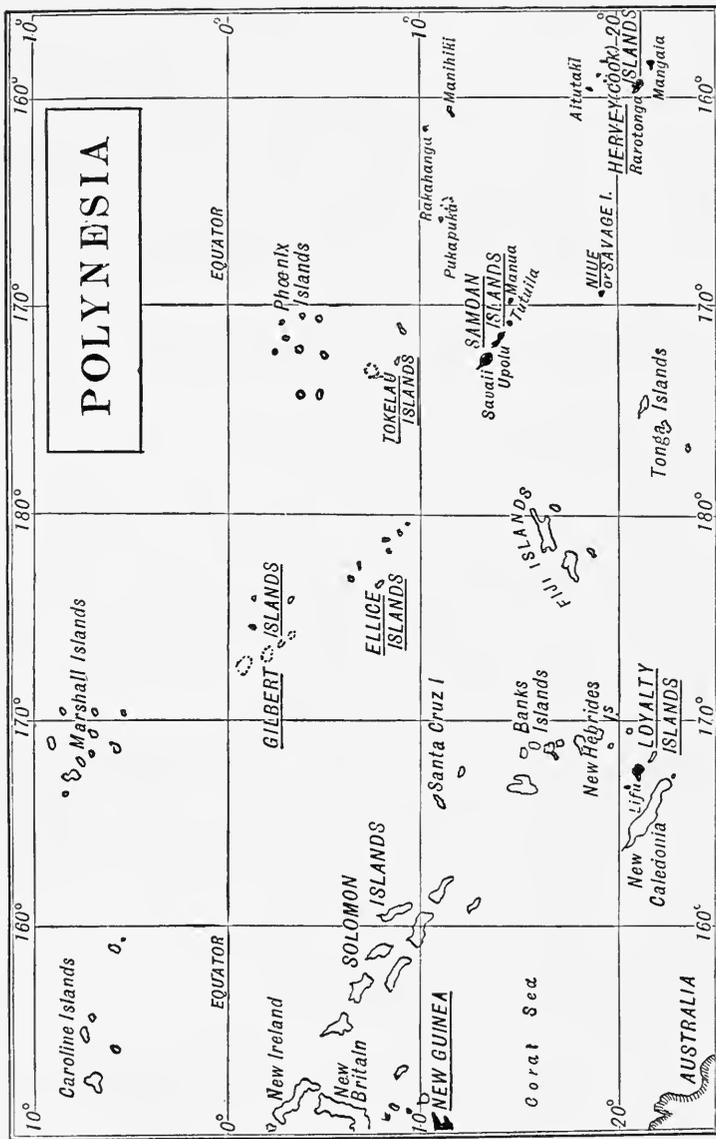 POLYNESIA
10°
160°
170°
180°
170°
160°
10°
0°
EQUATOR
EQUATOR
0°
10°
10°
20°
20°
160°
170°
180°
170°
160°
Caroline Islands
Marshall Islands
GILBERT ISLANDS
Phoenix
Islands
New Ireland
New
Britain
SOLOMON
ISLANDS
NEW GUINEA
Santa Cruz I
ELLICE
ISLANDS
TOKELAU
ISLANDS
Rakahanga
Manihiki
Pukapuka
SAMOAN
ISLANDS
Savaii
Upolu
Manua
Tutuila
Coral Sea
Banks
Islands
New Hebrides
Is
FIJI ISLANDS
NIUE
or SAVAGE I.
Aitutaki
HERVEY (COOK)
ISLANDS
Rarotonga
Mangaia
AUSTRALIA
New
Caledonia
Lifu
LOYALTY
ISLANDS
Tonga Islands